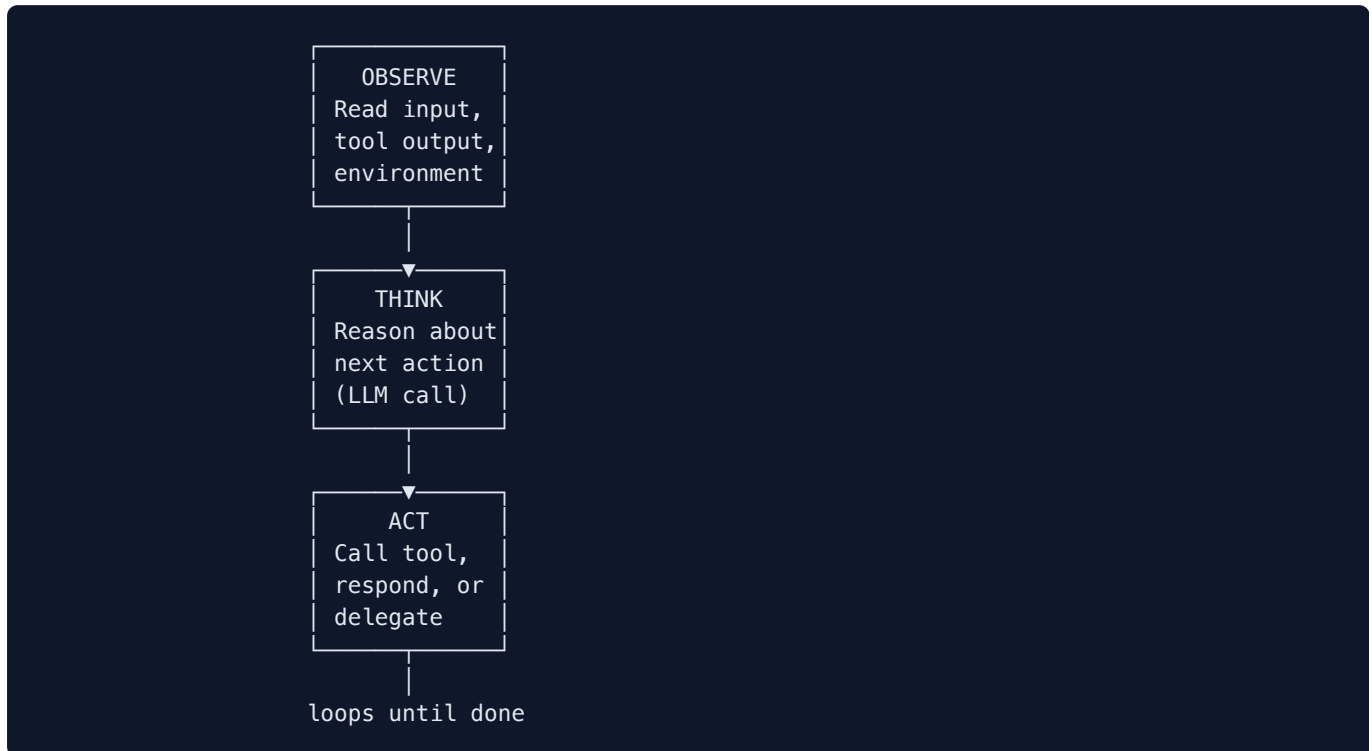 OBSERVE
Read input,
tool output,
environment
THINK
Reason about
next action
(LLM call)
ACT
Call tool,
respond, or
delegate
loops until done